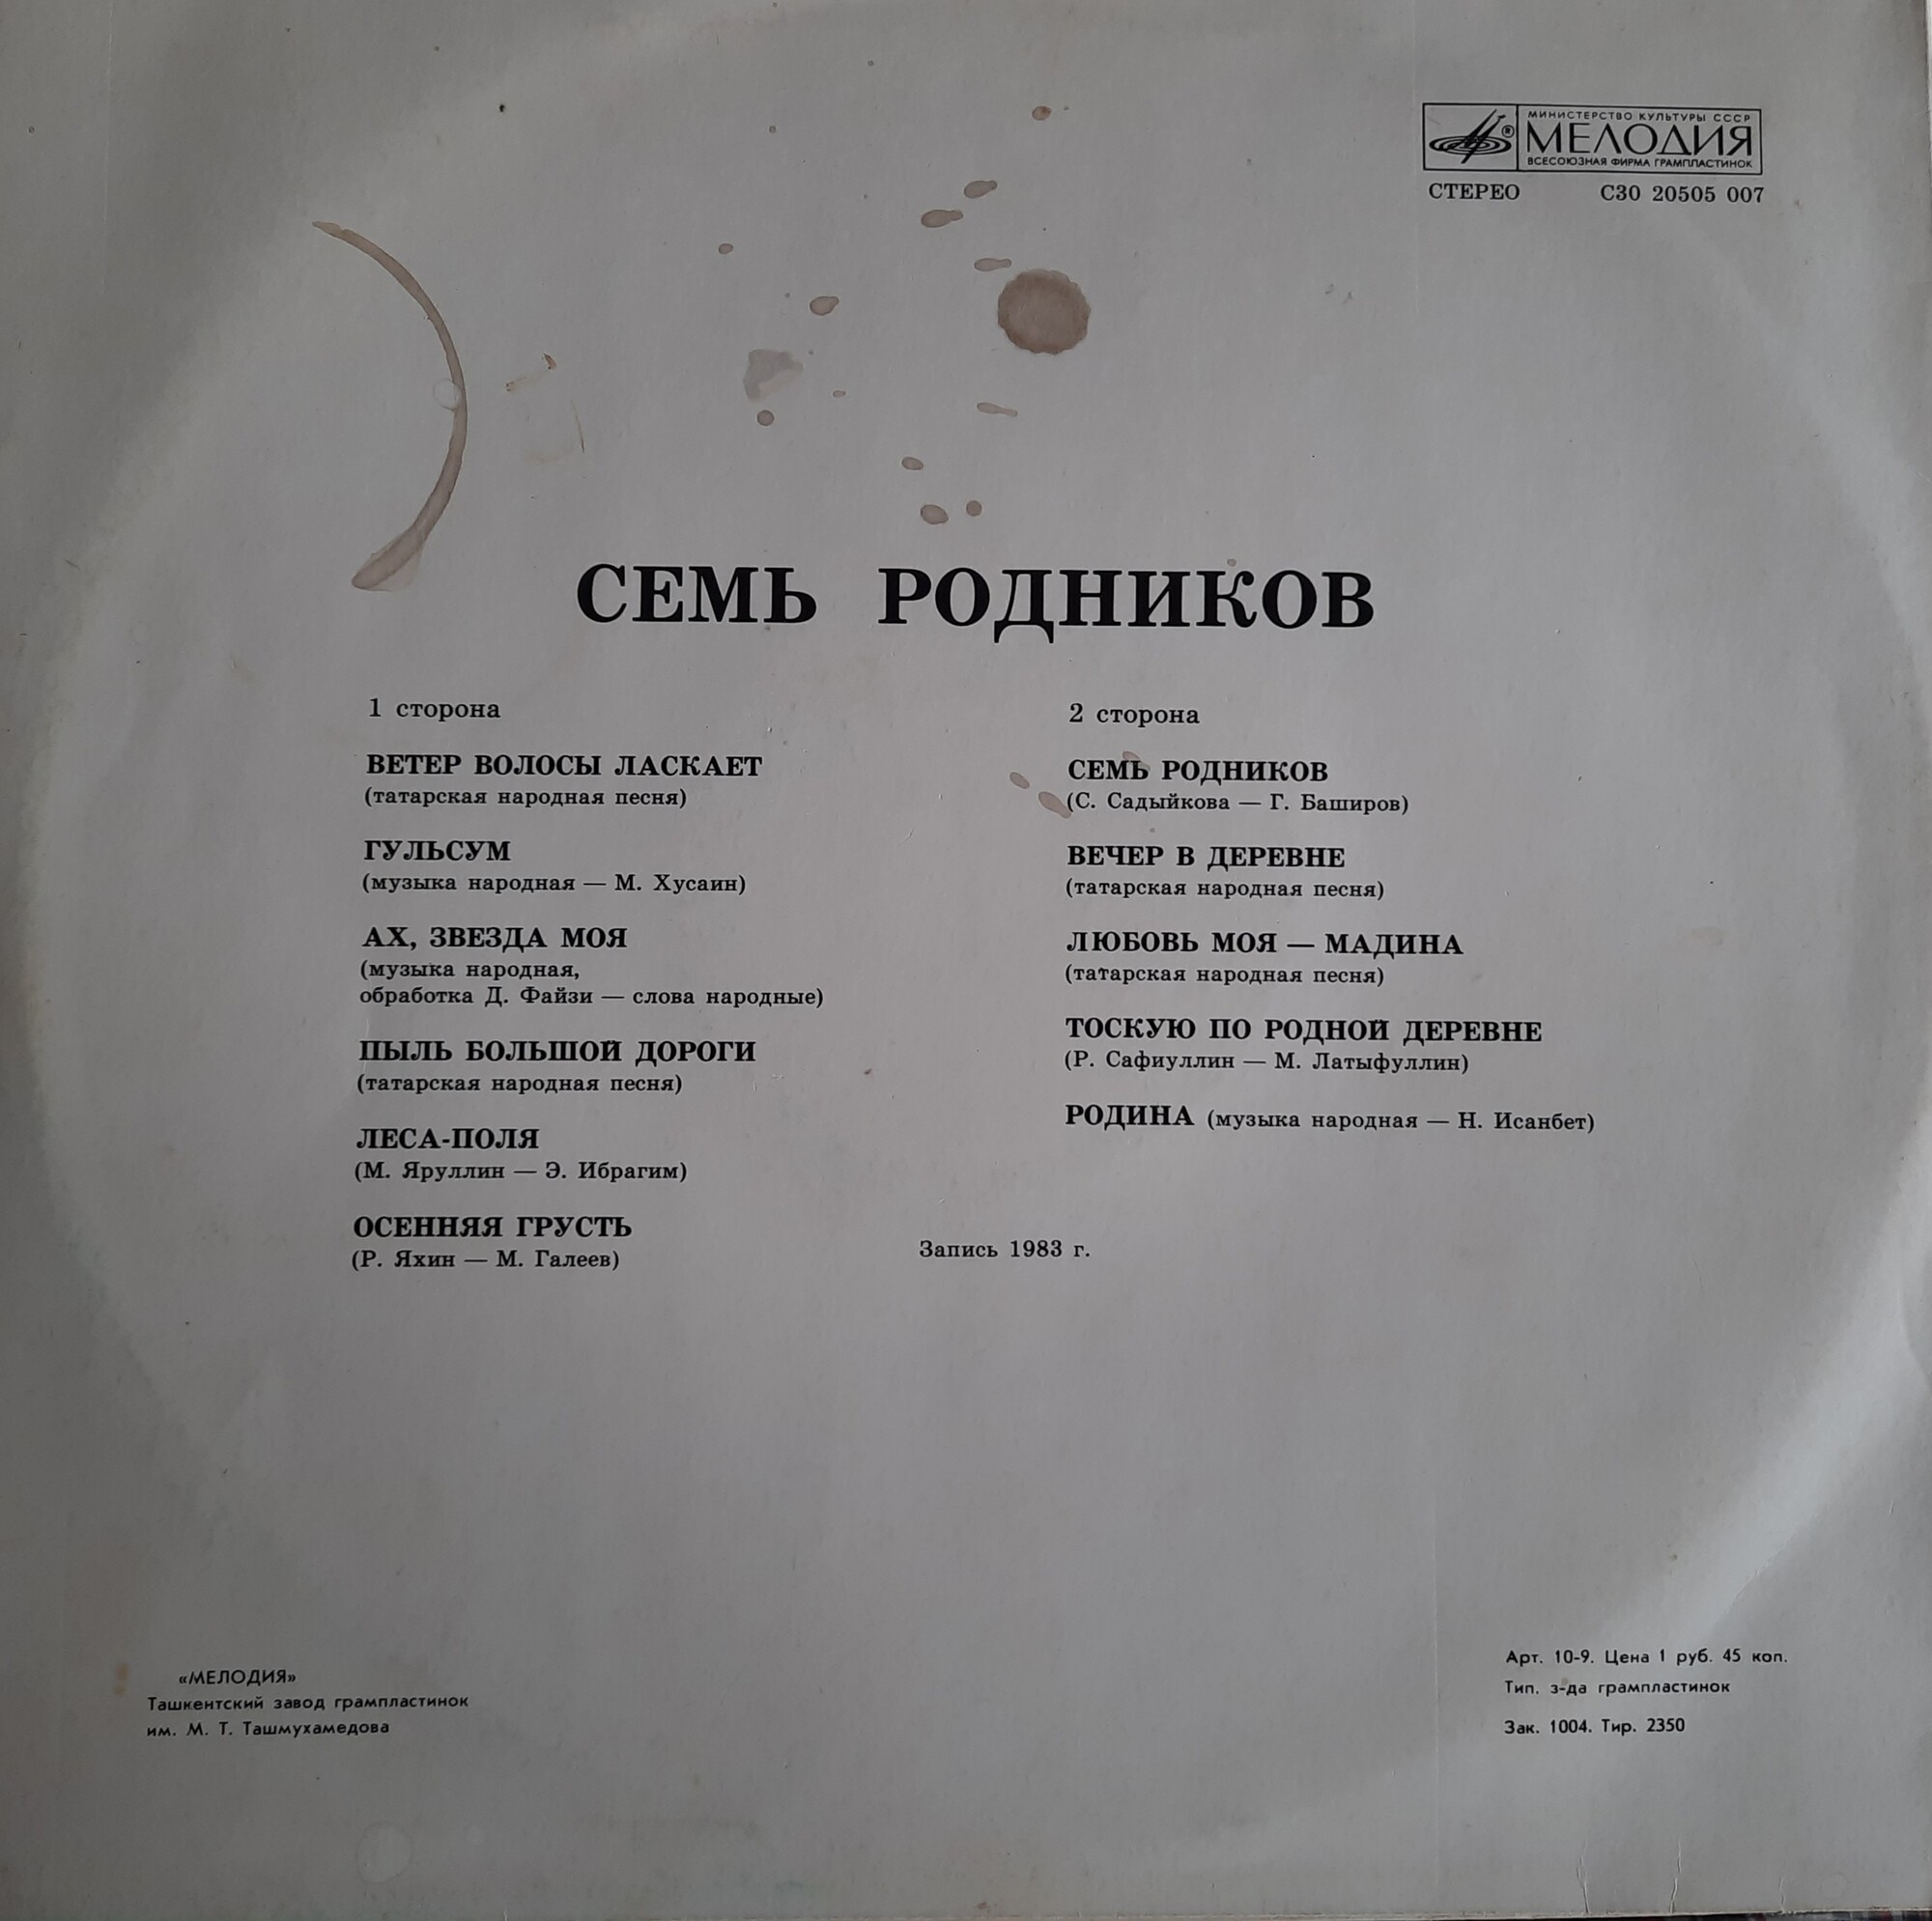 МИНИСТЕРСТВО КУЛЬТУРЫ СССР
® МЕЛОДИЯ
ВСЕСОЮЗНАЯ ФИРМА ГРАМПЛАСТИНОК
СТЕРЕО С30 20505 007
СЕМЬ РОДНИКОВ
1 сторона
ВЕТЕР ВОЛОСЫ ЛАСКАЕТ
(татарская народная песня)
ГУЛЬСУМ
(музыка народная — М. Хусаин)
АХ, ЗВЕЗДА МОЯ
(музыка народная,
обработка Д. Файзи — слова народные)
ПЫЛЬ БОЛЬШОЙ ДОРОГИ
(татарская народная песня)
ЛЕСА-ПОЛЯ
(М. Яруллин — Э. Ибрагим)
ОСЕННЯЯ ГРУСТЬ
(Р. Яхин — М. Галеев)
2 сторона
СЕМЬ РОДНИКОВ
(С. Садыйкова — Г. Баширов)
ВЕЧЕР В ДЕРЕВНЕ
(татарская народная песня)
ЛЮБОВЬ МОЯ — МАДИНА
(татарская народная песня)
ТОСКУЮ ПО РОДНОЙ ДЕРЕВНЕ
(Р. Сафиуллин — М. Латыфуллин)
РОДИНА (музыка народная — Н. Исанбет)
Запись 1983 г.
«МЕЛОДИЯ»
Ташкентский завод грампластинок
им. М. Т. Ташмухамедова
Арт. 10-9. Цена 1 руб. 45 коп.
Тип. з-да грампластинок
Зак. 1004. Тир. 2350